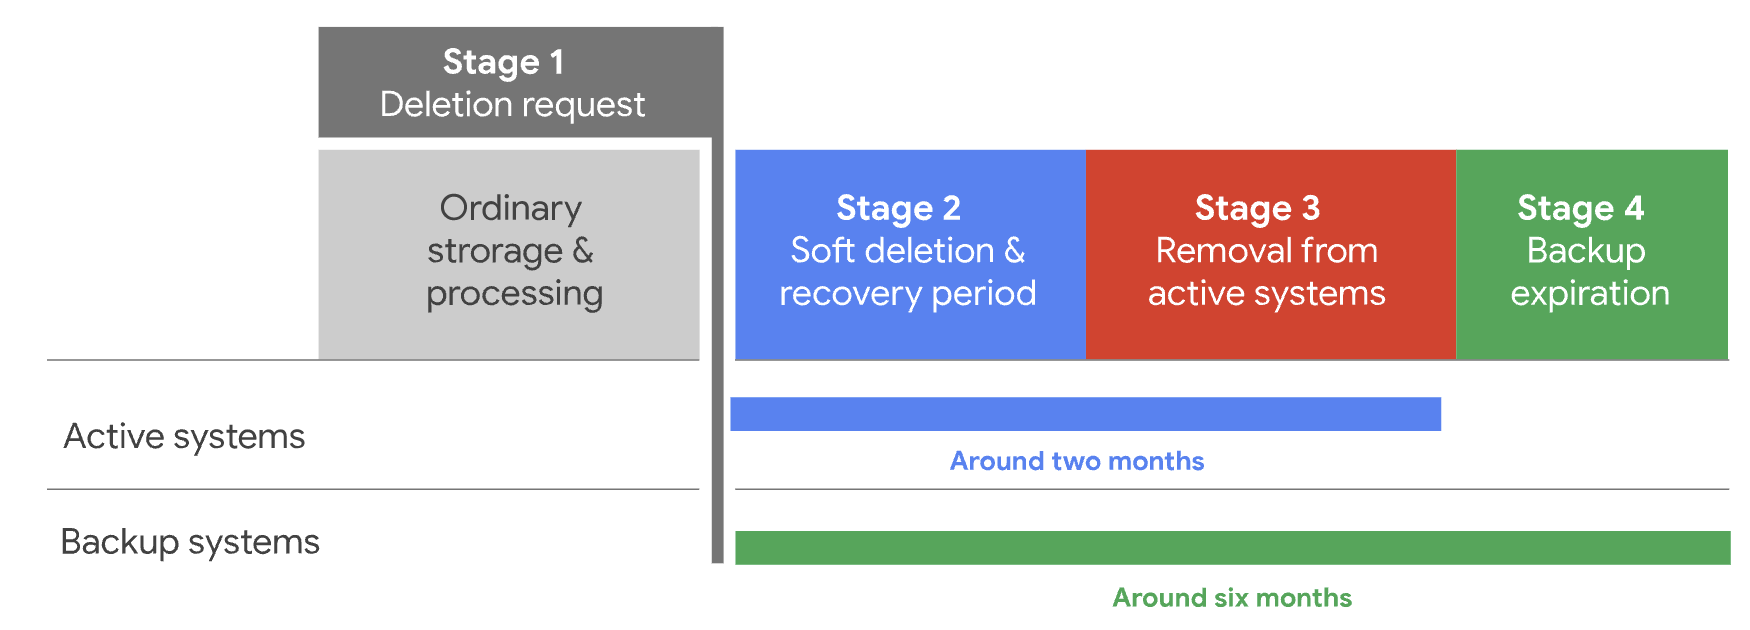 Stage 1
Deletion request
Ordinary
strorage &
processing
Stage 2
Soft deletion &
recovery period
Stage 3
Removal from
active systems
Stage 4
Backup
expiration
Active systems
Around two months
Backup systems
Around six months